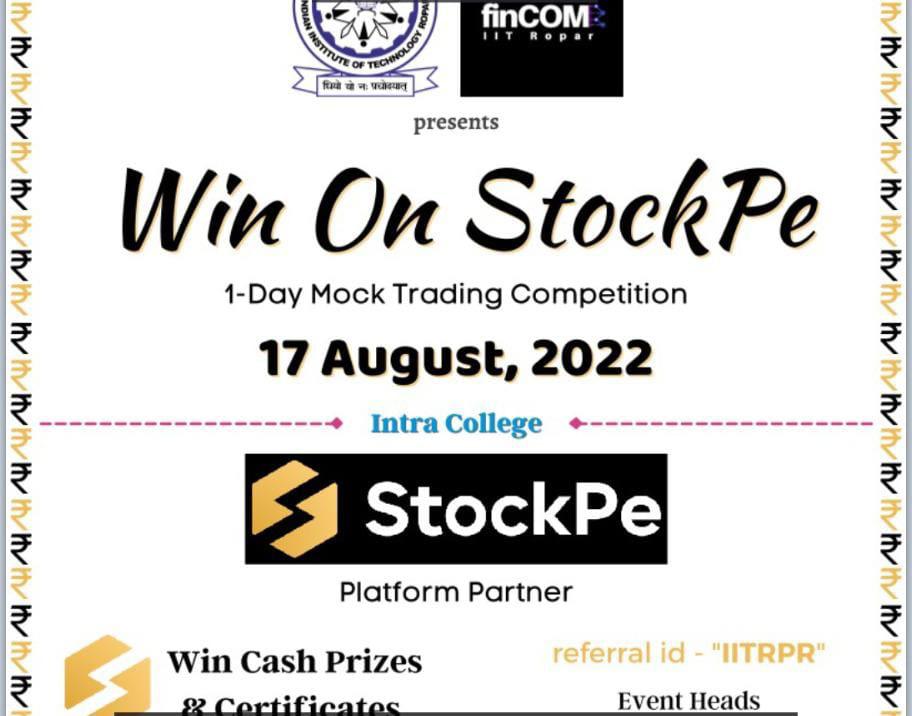 INDIAN INSTITUTE OF TECHNOLOGY ROPAR
धियो यो नः प्रचोदयात्
finCOM
IIT Ropar
presents
Win On StockPe
1-Day Mock Trading Competition
17 August, 2022
Intra College
StockPe
Platform Partner
Win Cash Prizes
& Certificates
referral id - "IITRPR"
Event Heads